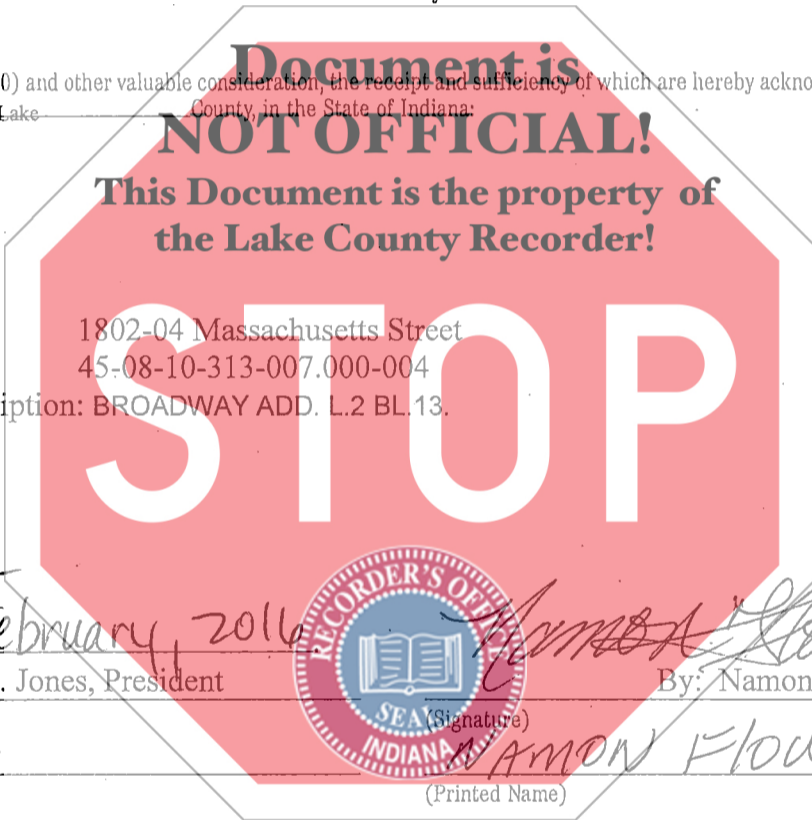 Document is
0) and other valuable consideration, the receipt and sufficiency of which are hereby ackno
Lake County, in the State of Indiana:
NOT OFFICIAL!
This Document is the property of
the Lake County Recorder!
1802-04 Massachusetts Street
45-08-10-313-007.000-004
iption: BROADWAY ADD. L.2 BL.13.
STOP
ebruary, 2016
. Jones, President
By: Namon
RECORDER'S OFFICE
SEAL
INDIANA
(Signature)
NAMON Flou
(Printed Name)